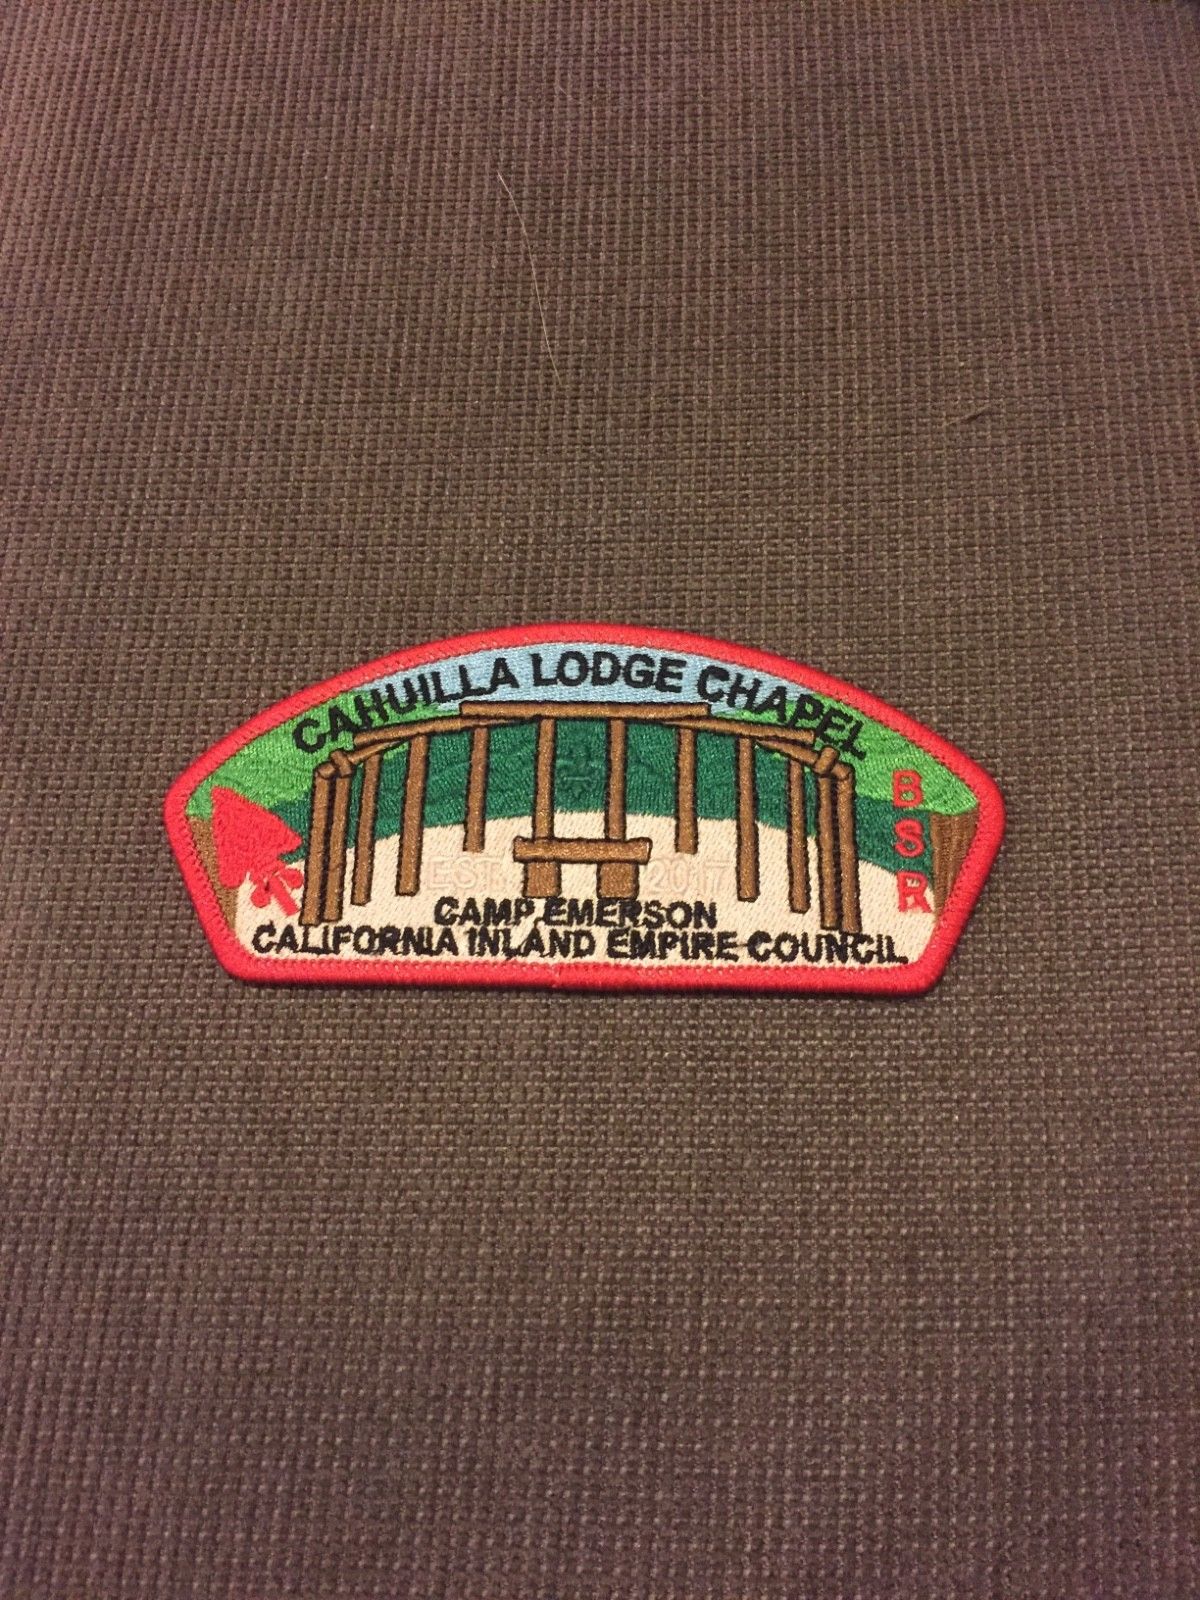 CAHUILLA LODGE CHAPEL
B
S
R
EST. 2017
CAMP EMERSON
CALIFORNIA INLAND EMPIRE COUNCIL